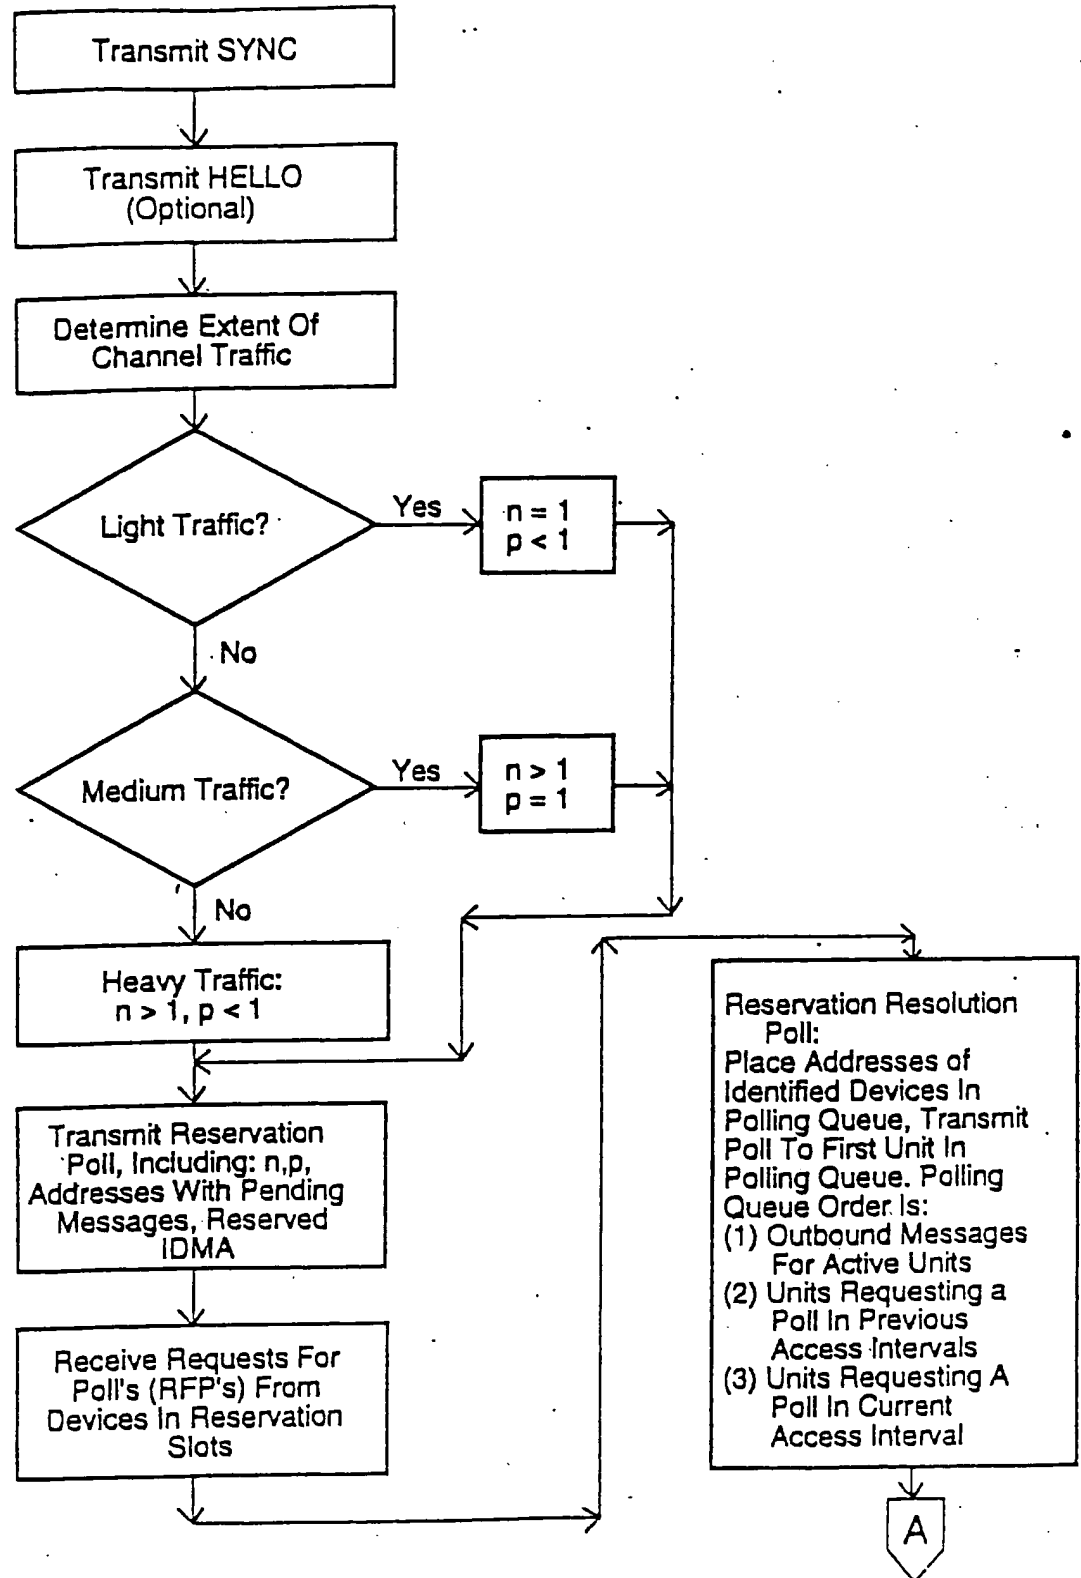 Transmit SYNC
Transmit HELLO
(Optional)
Determine Extent Of
Channel Traffic
Light Traffic?
Yes
n = 1
p < 1
No
Medium Traffic?
Yes
n > 1
p = 1
No
Heavy Traffic:
n > 1, p < 1
Transmit Reservation
Poll, Including: n,p,
Addresses With Pending
Messages, Reserved
IDMA
Receive Requests For
Poll's (RFP's) From
Devices In Reservation
Slots
Reservation Resolution
Poll:
Place Addresses of
Identified Devices In
Polling Queue, Transmit
Poll To First Unit In
Polling Queue. Polling
Queue Order Is:
(1) Outbound Messages
For Active Units
(2) Units Requesting a
Poll In Previous
Access Intervals
(3) Units Requesting A
Poll In Current
Access Interval
A